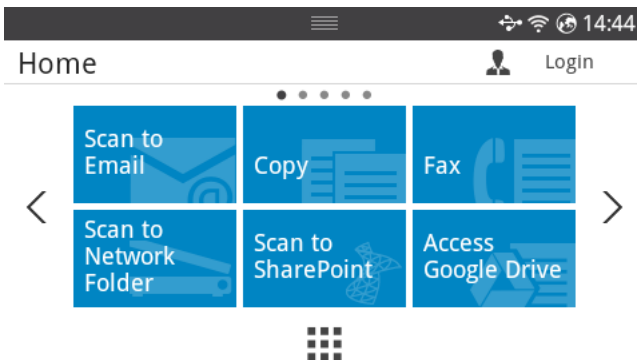 14:44
Home
Login
Scan to
Email
Copy
Fax
Scan to
Network
Folder
Scan to
SharePoint
Access
Google Drive